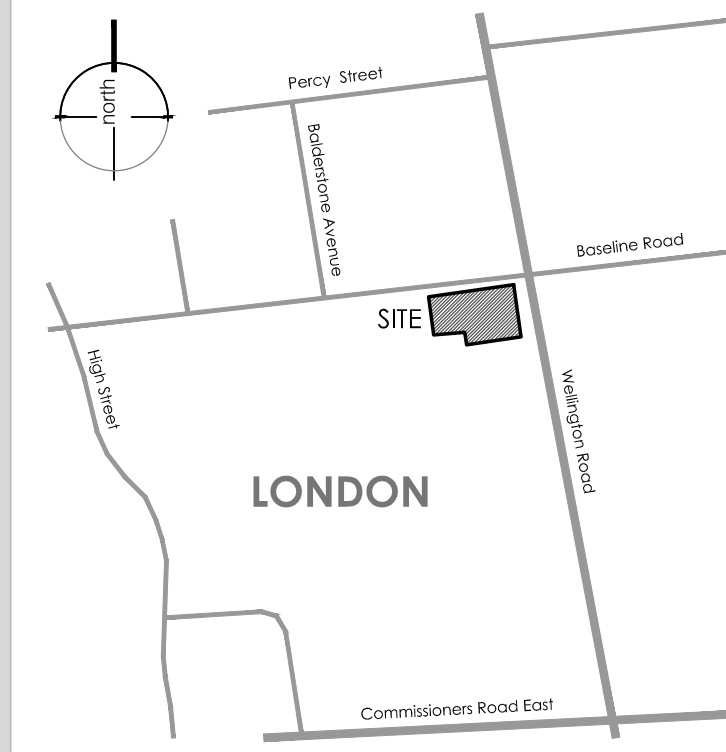 Percy Street
north
Balderstone Avenue
Baseline Road
SITE
High Street
Wellington Road
LONDON
Commissioners Road East